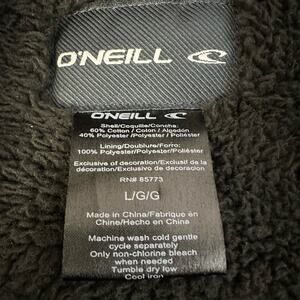 O'NEILL
O'NEILL
Shell/Coquille/Concha:
60% Cotton / Coton / Algodón
40% Polyester/Polyester/Poliéster
Lining/Doublure/Forro:
100% Polyester/Polyester/Poliéster
Exclusive of decoration/Exclusif de la
décoration/Exclusivo de decoración
RN# 85773
L/G/G
Made in China/Fabriqué en
Chine/Hecho en China
Machine wash cold gentle
cycle separately
Only non-chlorine bleach
when needed
Tumble dry low
Cool iron